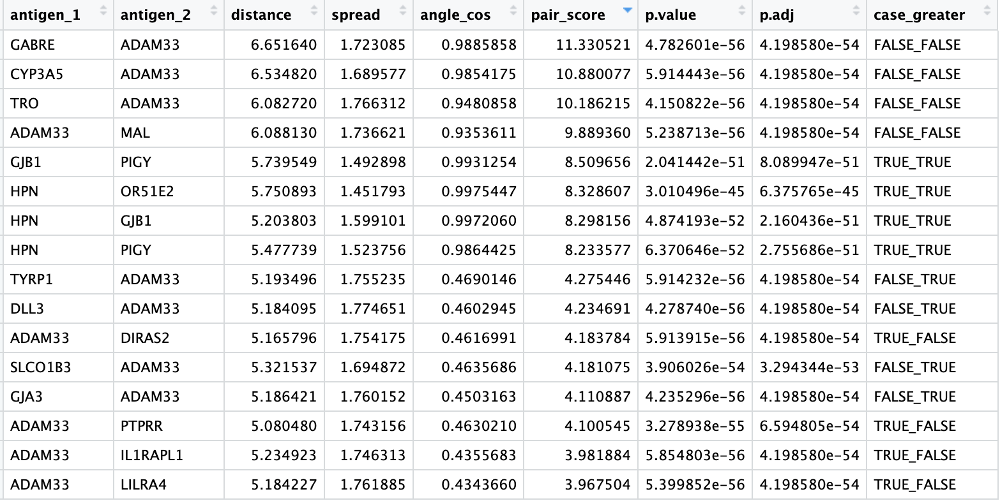 antigen_1 antigen_2 distance spread angle_cos pair_score p.value p.adj case_greater
GABRE ADAM33 6.651640 1.723085 0.9885858 11.330521 4.782601e-56 4.198580e-54 FALSE_FALSE
CYP3A5 ADAM33 6.534820 1.689577 0.9854175 10.880077 5.914443e-56 4.198580e-54 FALSE_FALSE
TRO ADAM33 6.082720 1.766312 0.9480858 10.186215 4.150822e-56 4.198580e-54 FALSE_FALSE
ADAM33 MAL 6.088130 1.736621 0.9353611 9.889360 5.238713e-56 4.198580e-54 FALSE_FALSE
GJB1 PIGY 5.739549 1.492898 0.9931254 8.509656 2.041442e-51 8.089947e-51 TRUE_TRUE
HPN OR51E2 5.750893 1.451793 0.9975447 8.328607 3.010496e-45 6.375765e-45 TRUE_TRUE
HPN GJB1 5.203803 1.599101 0.9972060 8.298156 4.874193e-52 2.160436e-51 TRUE_TRUE
HPN PIGY 5.477739 1.523756 0.9864425 8.233577 6.370646e-52 2.755686e-51 TRUE_TRUE
TYRP1 ADAM33 5.193496 1.755235 0.4690146 4.275446 5.914232e-56 4.198580e-54 FALSE_TRUE
DLL3 ADAM33 5.184095 1.774651 0.4602945 4.234691 4.278740e-56 4.198580e-54 FALSE_TRUE
ADAM33 DIRAS2 5.165796 1.754175 0.4616991 4.183784 5.913915e-56 4.198580e-54 TRUE_FALSE
SLCO1B3 ADAM33 5.321537 1.694872 0.4635686 4.181075 3.906026e-54 3.294344e-53 FALSE_TRUE
GJA3 ADAM33 5.186421 1.760152 0.4503163 4.110887 4.235296e-56 4.198580e-54 FALSE_TRUE
ADAM33 PTPRR 5.080480 1.743156 0.4630210 4.100545 3.278938e-55 6.594805e-54 TRUE_FALSE
ADAM33 IL1RAPL1 5.234923 1.746313 0.4355683 3.981884 5.854803e-56 4.198580e-54 TRUE_FALSE
ADAM33 LILRA4 5.184227 1.761885 0.4343660 3.967504 5.399852e-56 4.198580e-54 TRUE_FALSE